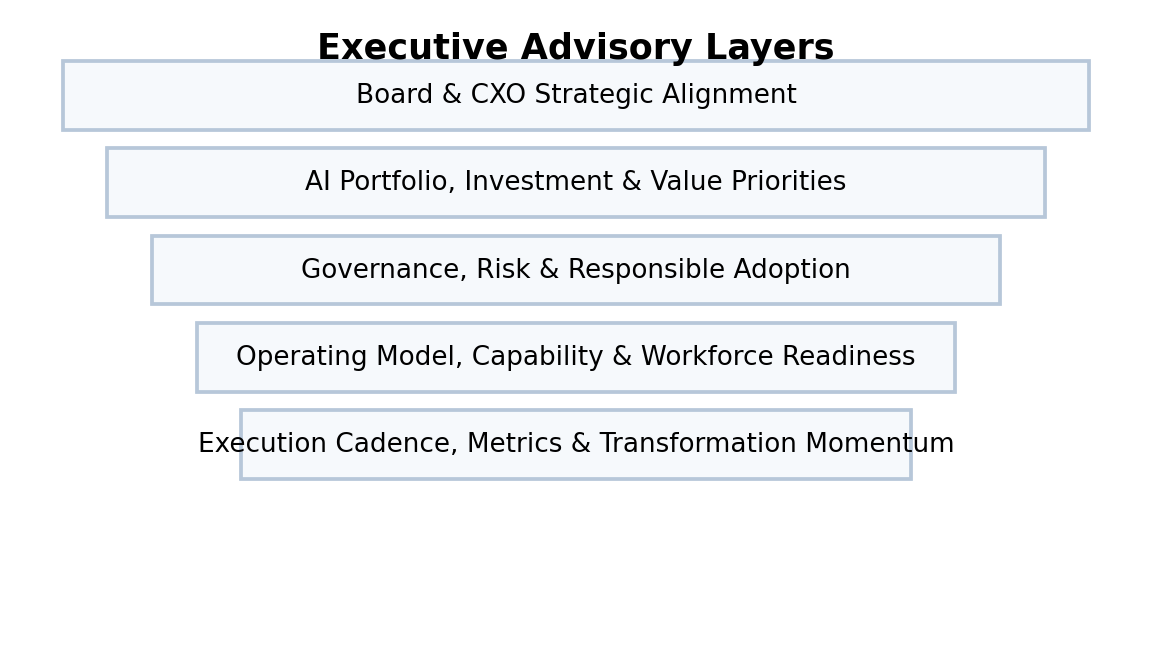 Executive Advisory Layers
Board & CXO Strategic Alignment
AI Portfolio, Investment & Value Priorities
Governance, Risk & Responsible Adoption
Operating Model, Capability & Workforce Readiness
Execution Cadence, Metrics & Transformation Momentum